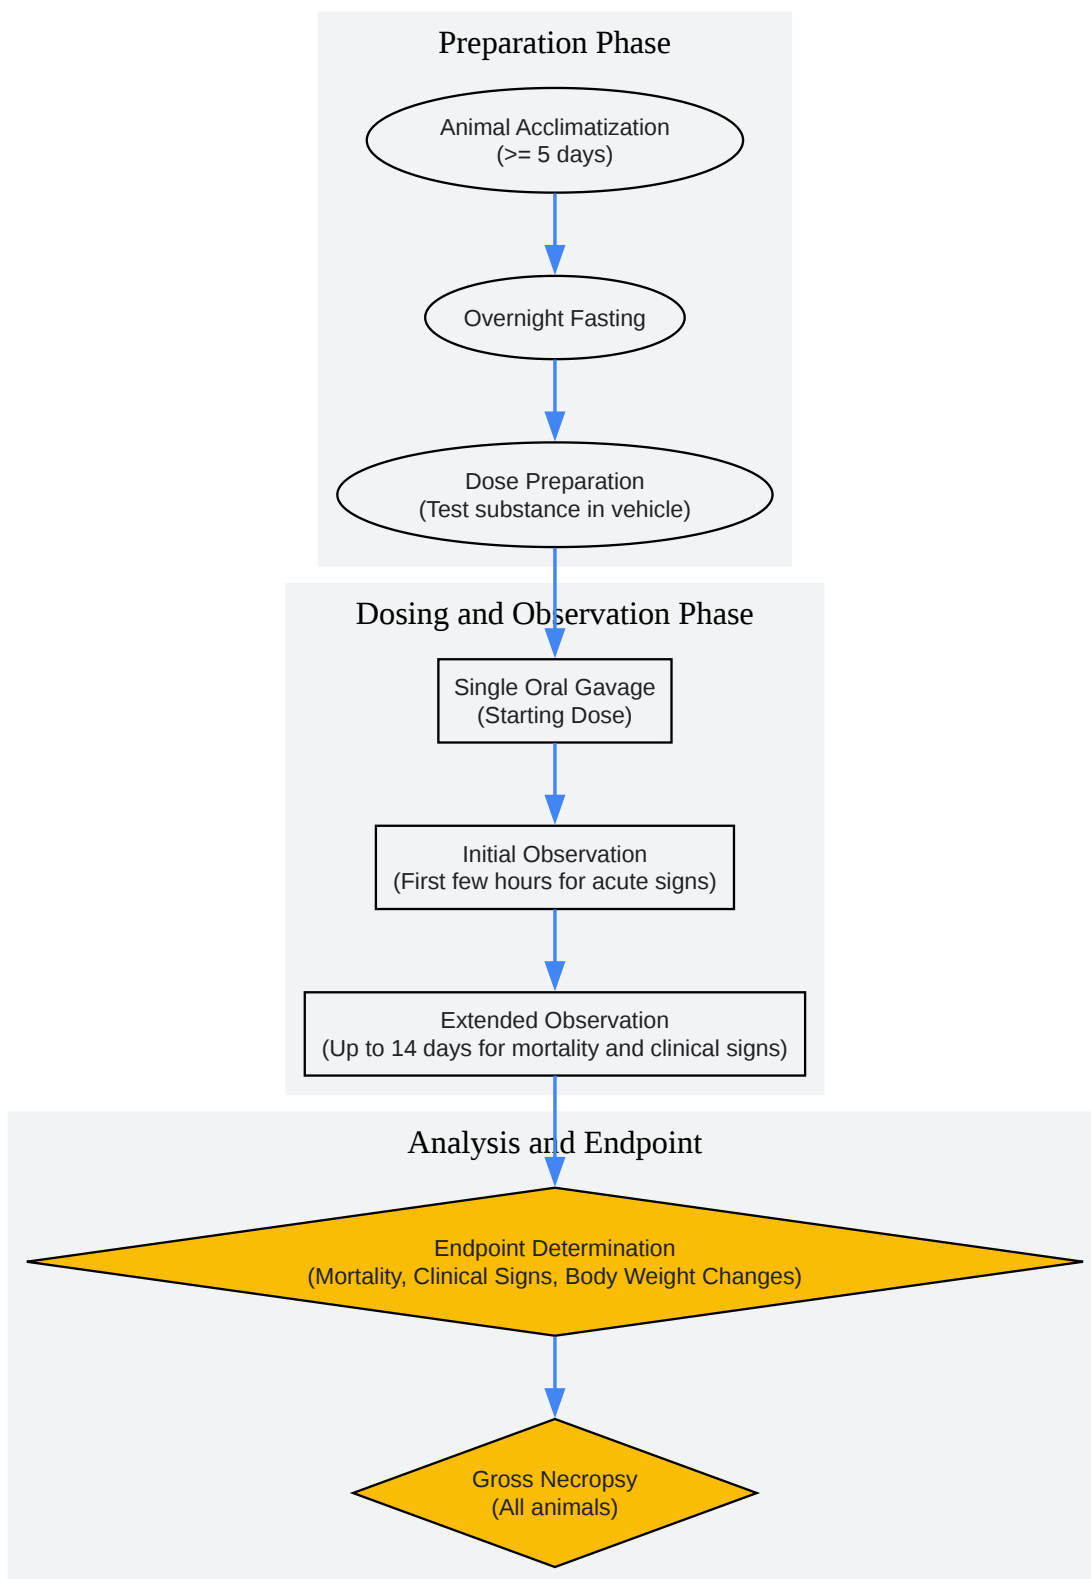 Preparation Phase
Animal Acclimatization
(>= 5 days)
Overnight Fasting
Dose Preparation
(Test substance in vehicle)
Dosing and Observation Phase
Single Oral Gavage
(Starting Dose)
Initial Observation
(First few hours for acute signs)
Extended Observation
(Up to 14 days for mortality and clinical signs)
Analysis and Endpoint
Endpoint Determination
(Mortality, Clinical Signs, Body Weight Changes)
Gross Necropsy
(All animals)